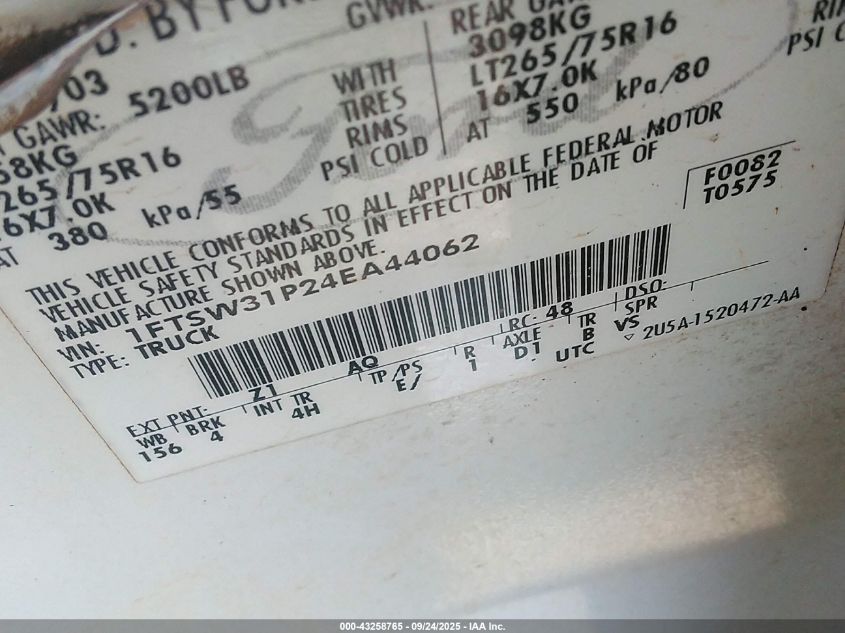 D. BY FORD
GVWR:
/03
5200LB
GAWR:
WITH
TIRES
RIMS
PSI COLD
265/75R16
16X7.0K
AT 380 kPa/55
REAR
3098KG
LT265/75R16
16X7.0K
AT 550 kPa/80
RIM
PSI C
THIS VEHICLE CONFORMS TO ALL APPLICABLE FEDERAL MOTOR
VEHICLE SAFETY STANDARDS IN EFFECT ON THE DATE OF
MANUFACTURE SHOWN ABOVE.
F0082
T0575
VIN: 1FTSW31P24EA44062
TYPE: TRUCK
EXT PNT: Z1 AQ RC: 48 DSO:
WB BRK INT TR TP/PS R AXLE TR SPR
156 4 4H E/ 1 D1 B VS
UTC ▽ 2U5A-1520472-AA
000-43258765 - 09/24/2025 - IAA Inc.